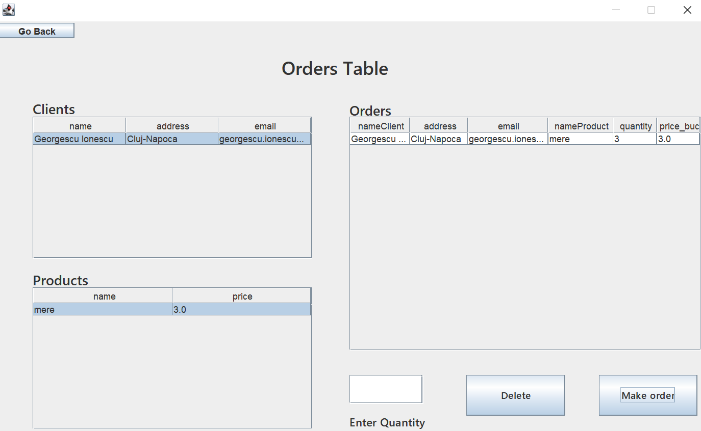 Go Back
Orders Table
Clients
name address email
Georgescu Ionescu Cluj-Napoca georgescu.ionescu...
Products
name price
mere 3.0
Orders
nameClient address email nameProduct quantity price_buc
Georgescu ... Cluj-Napoca georgescu.iones... mere 3 3.0
Delete
Make order
Enter Quantity